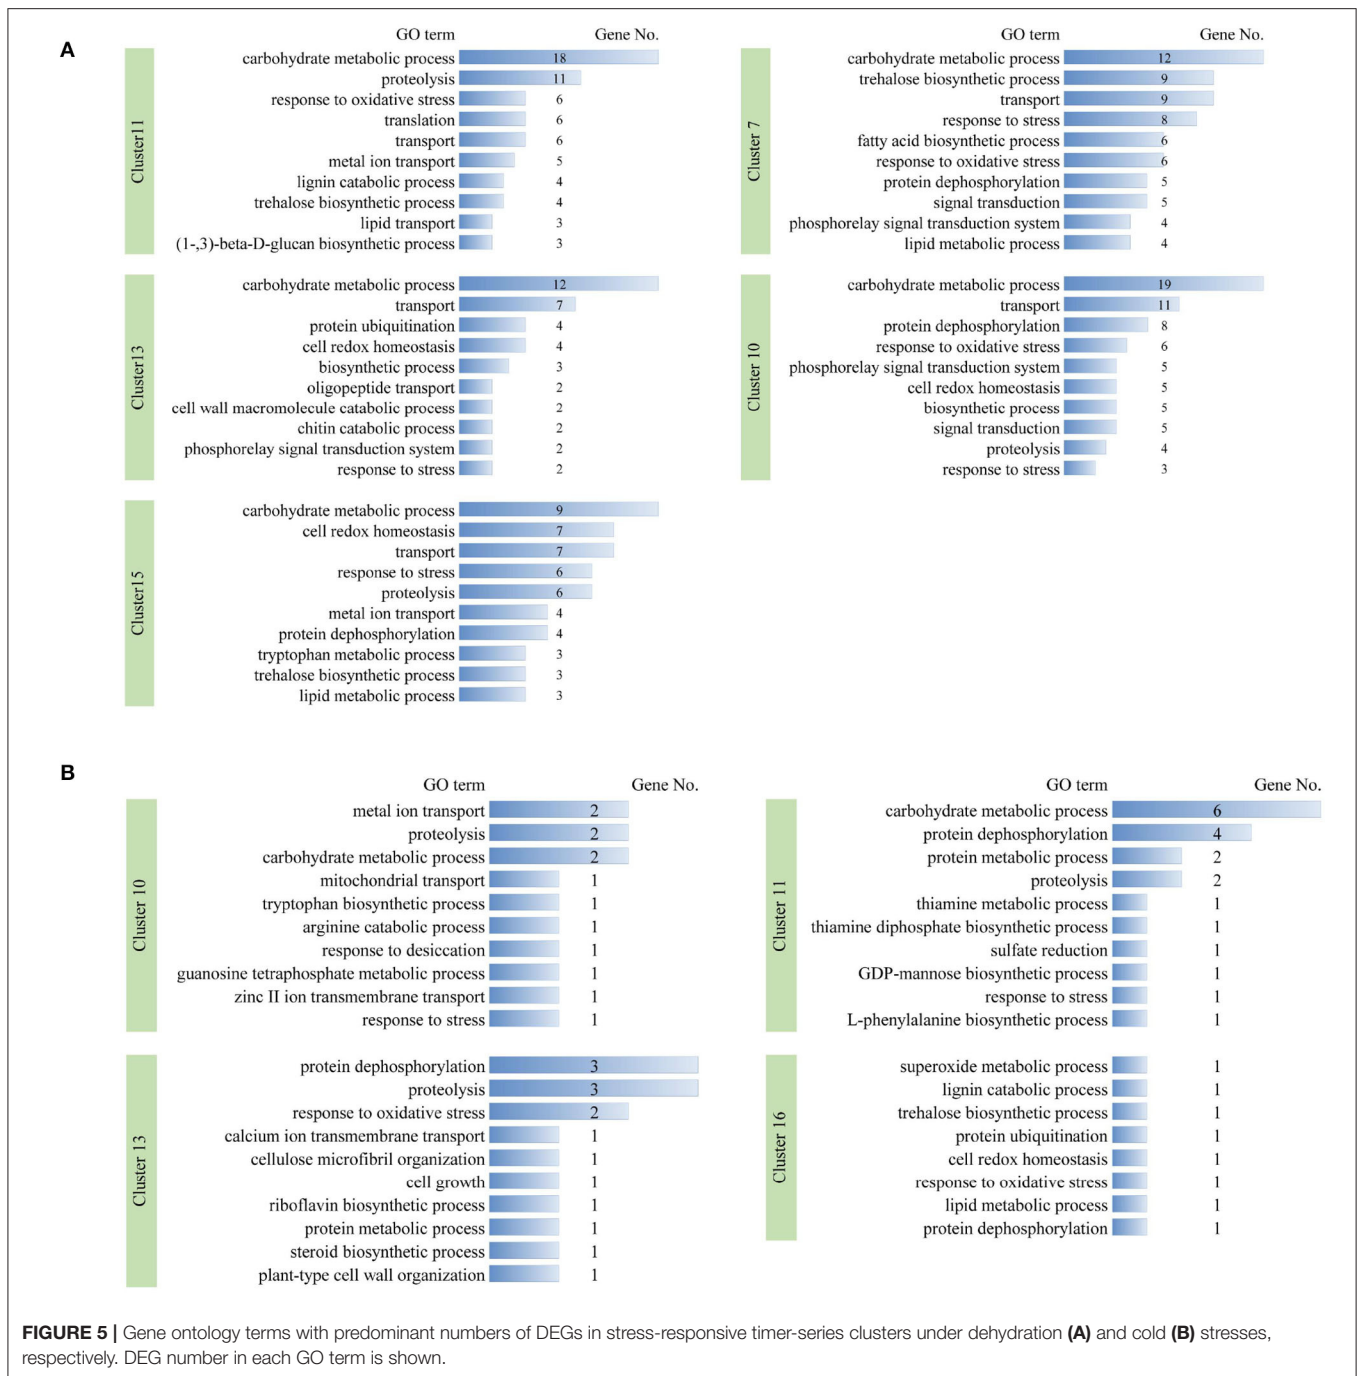 A
GO term Gene No.
Cluster11
carbohydrate metabolic process 18
proteolysis 11
response to oxidative stress 6
translation 6
transport 6
metal ion transport 5
lignin catabolic process 4
trehalose biosynthetic process 4
lipid transport 3
(1-,3)-beta-D-glucan biosynthetic process 3
Cluster13
carbohydrate metabolic process 12
transport 7
protein ubiquitination 4
cell redox homeostasis 4
biosynthetic process 3
oligopeptide transport 2
cell wall macromolecule catabolic process 2
chitin catabolic process 2
phosphorelay signal transduction system 2
response to stress 2
Cluster15
carbohydrate metabolic process 9
cell redox homeostasis 7
transport 7
response to stress 6
proteolysis 6
metal ion transport 4
protein dephosphorylation 4
tryptophan metabolic process 3
trehalose biosynthetic process 3
lipid metabolic process 3
GO term Gene No.
Cluster 7
carbohydrate metabolic process 12
trehalose biosynthetic process 9
transport 9
response to stress 8
fatty acid biosynthetic process 6
response to oxidative stress 6
protein dephosphorylation 5
signal transduction 5
phosphorelay signal transduction system 4
lipid metabolic process 4
Cluster 10
carbohydrate metabolic process 19
transport 11
protein dephosphorylation 8
response to oxidative stress 6
phosphorelay signal transduction system 5
cell redox homeostasis 5
biosynthetic process 5
signal transduction 5
proteolysis 4
response to stress 3
B
GO term Gene No.
Cluster 10
metal ion transport 2
proteolysis 2
carbohydrate metabolic process 2
mitochondrial transport 1
tryptophan biosynthetic process 1
arginine catabolic process 1
response to desiccation 1
guanosine tetraphosphate metabolic process 1
zinc II ion transmembrane transport 1
response to stress 1
Cluster 13
protein dephosphorylation 3
proteolysis 3
response to oxidative stress 2
calcium ion transmembrane transport 1
cellulose microfibril organization 1
cell growth 1
riboflavin biosynthetic process 1
protein metabolic process 1
steroid biosynthetic process 1
plant-type cell wall organization 1
GO term Gene No.
Cluster 11
carbohydrate metabolic process 6
protein dephosphorylation 4
protein metabolic process 2
proteolysis 2
thiamine metabolic process 1
thiamine diphosphate biosynthetic process 1
sulfate reduction 1
GDP-mannose biosynthetic process 1
response to stress 1
L-phenylalanine biosynthetic process 1
Cluster 16
superoxide metabolic process 1
lignin catabolic process 1
trehalose biosynthetic process 1
protein ubiquitination 1
cell redox homeostasis 1
response to oxidative stress 1
lipid metabolic process 1
protein dephosphorylation 1
FIGURE 5 | Gene ontology terms with predominant numbers of DEGs in stress-responsive timer-series clusters under dehydration (A) and cold (B) stresses,
respectively. DEG number in each GO term is shown.